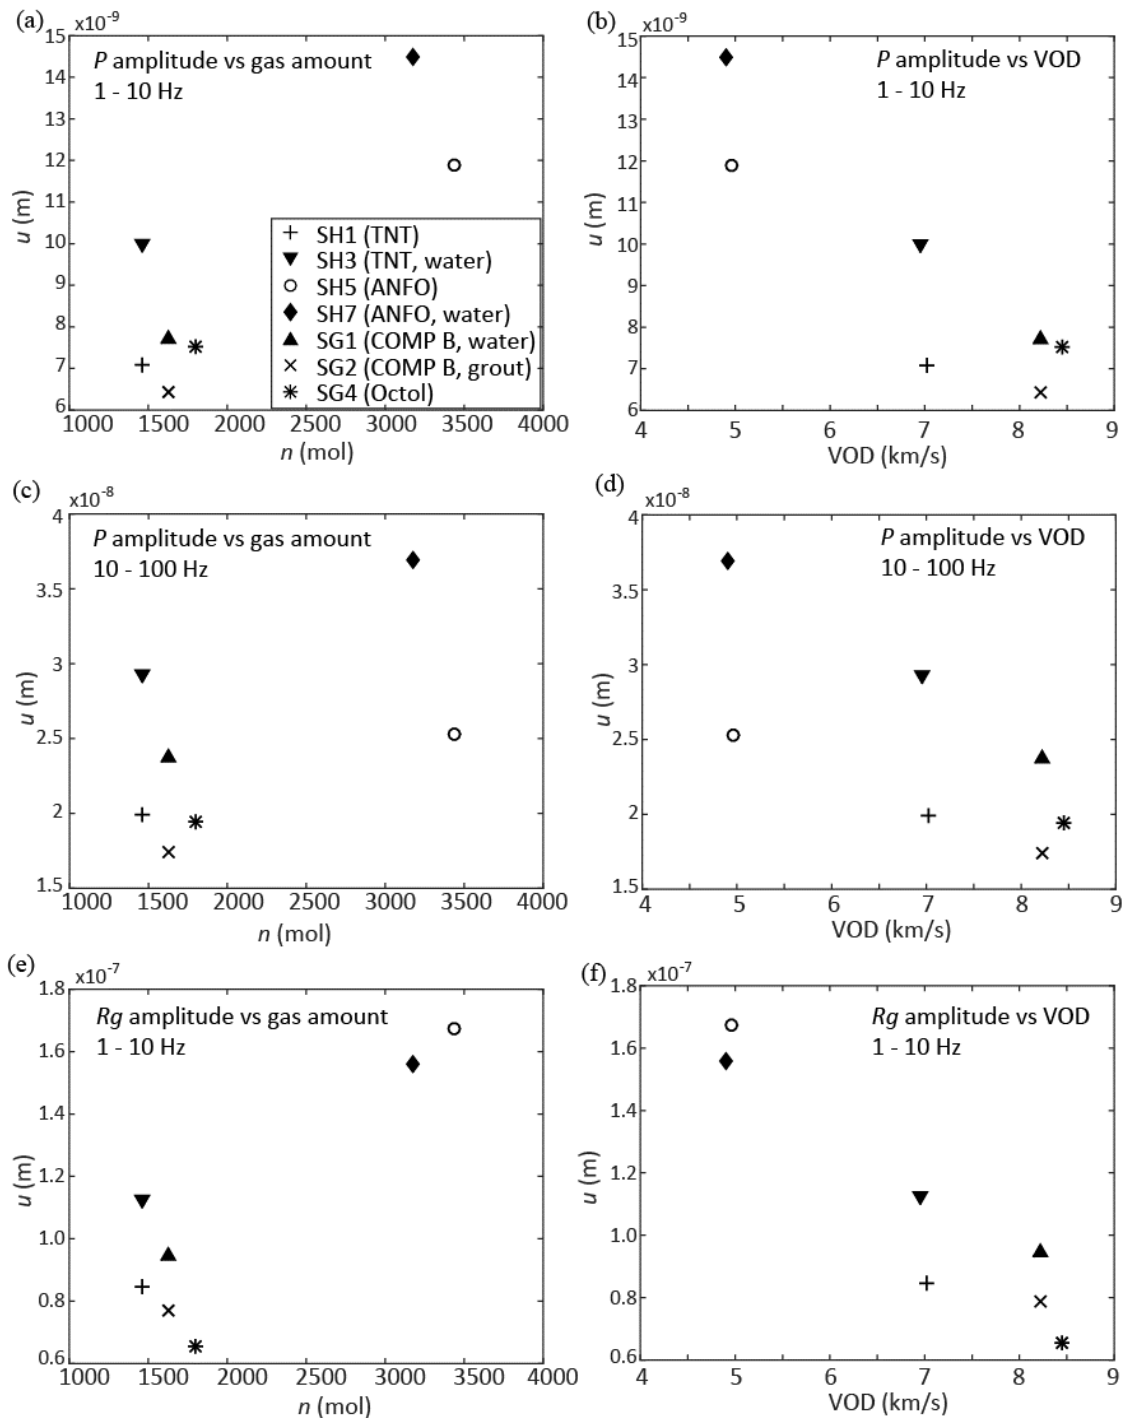 (a)
x10⁻⁹
P amplitude vs gas amount
1 - 10 Hz
15
14
13
12
11
10
9
8
7
6
u (m)
SH1 (TNT)
SH3 (TNT, water)
SH5 (ANFO)
SH7 (ANFO, water)
SG1 (COMP B, water)
SG2 (COMP B, grout)
SG4 (Octol)
1000 1500 2000 2500 3000 3500 4000
n (mol)
(b)
x10⁻⁹
P amplitude vs VOD
1 - 10 Hz
15
14
13
12
11
10
9
8
7
6
u (m)
4 5 6 7 8 9
VOD (km/s)
(c)
x10⁻⁸
P amplitude vs gas amount
10 - 100 Hz
4
3.5
3
2.5
2
1.5
u (m)
1000 1500 2000 2500 3000 3500 4000
n (mol)
(d)
x10⁻⁸
P amplitude vs VOD
10 - 100 Hz
4
3.5
3
2.5
2
1.5
u (m)
4 5 6 7 8 9
VOD (km/s)
(e)
x10⁻⁷
Rg amplitude vs gas amount
1 - 10 Hz
1.8
1.6
1.4
1.2
1.0
0.8
0.6
u (m)
1000 1500 2000 2500 3000 3500 4000
n (mol)
(f)
x10⁻⁷
Rg amplitude vs VOD
1 - 10 Hz
1.8
1.6
1.4
1.2
1.0
0.8
0.6
u (m)
4 5 6 7 8 9
VOD (km/s)